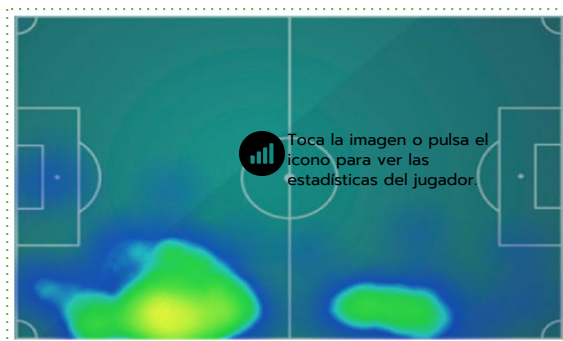 Toca la imagen o pulsa el
icono para ver las
estadísticas del jugador.